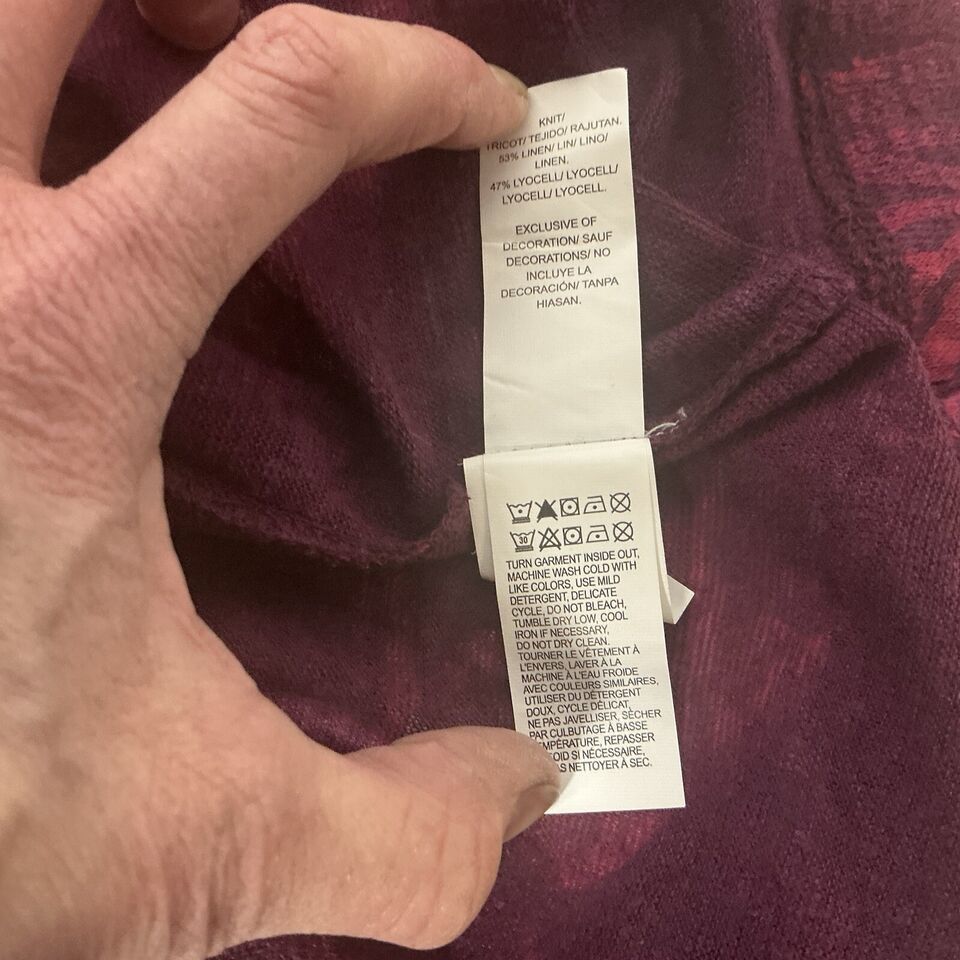 KNIT/
TRICOT/ TEJIDO/ RAJUTAN.
53% LINEN/ LIN/ LINO/
LINEN.
47% LYOCELL/ LYOCELL/
LYOCELL/ LYOCELL.
EXCLUSIVE OF
DECORATION/ SAUF
DECORATIONS/ NO
INCLUYE LA
DECORACIÓN/ TANPA
HIASAN.
30
TURN GARMENT INSIDE OUT,
MACHINE WASH COLD WITH
LIKE COLORS, USE MILD
DETERGENT, DELICATE
CYCLE, DO NOT BLEACH,
TUMBLE DRY LOW, COOL
IRON IF NECESSARY,
DO NOT DRY CLEAN.
TOURNER LE VÊTEMENT À
L'ENVERS, LAVER À LA
MACHINE À L'EAU FROIDE
AVEC COULEURS SIMILAIRES,
UTILISER DU DÉTERGENT
DOUX, CYCLE DÉLICAT,
NE PAS JAVELLISER, SÉCHER
PAR CULBUTAGE À BASSE
TEMPÉRATURE, REPASSER
SI NÉCESSAIRE,
NETTOYER À SEC.